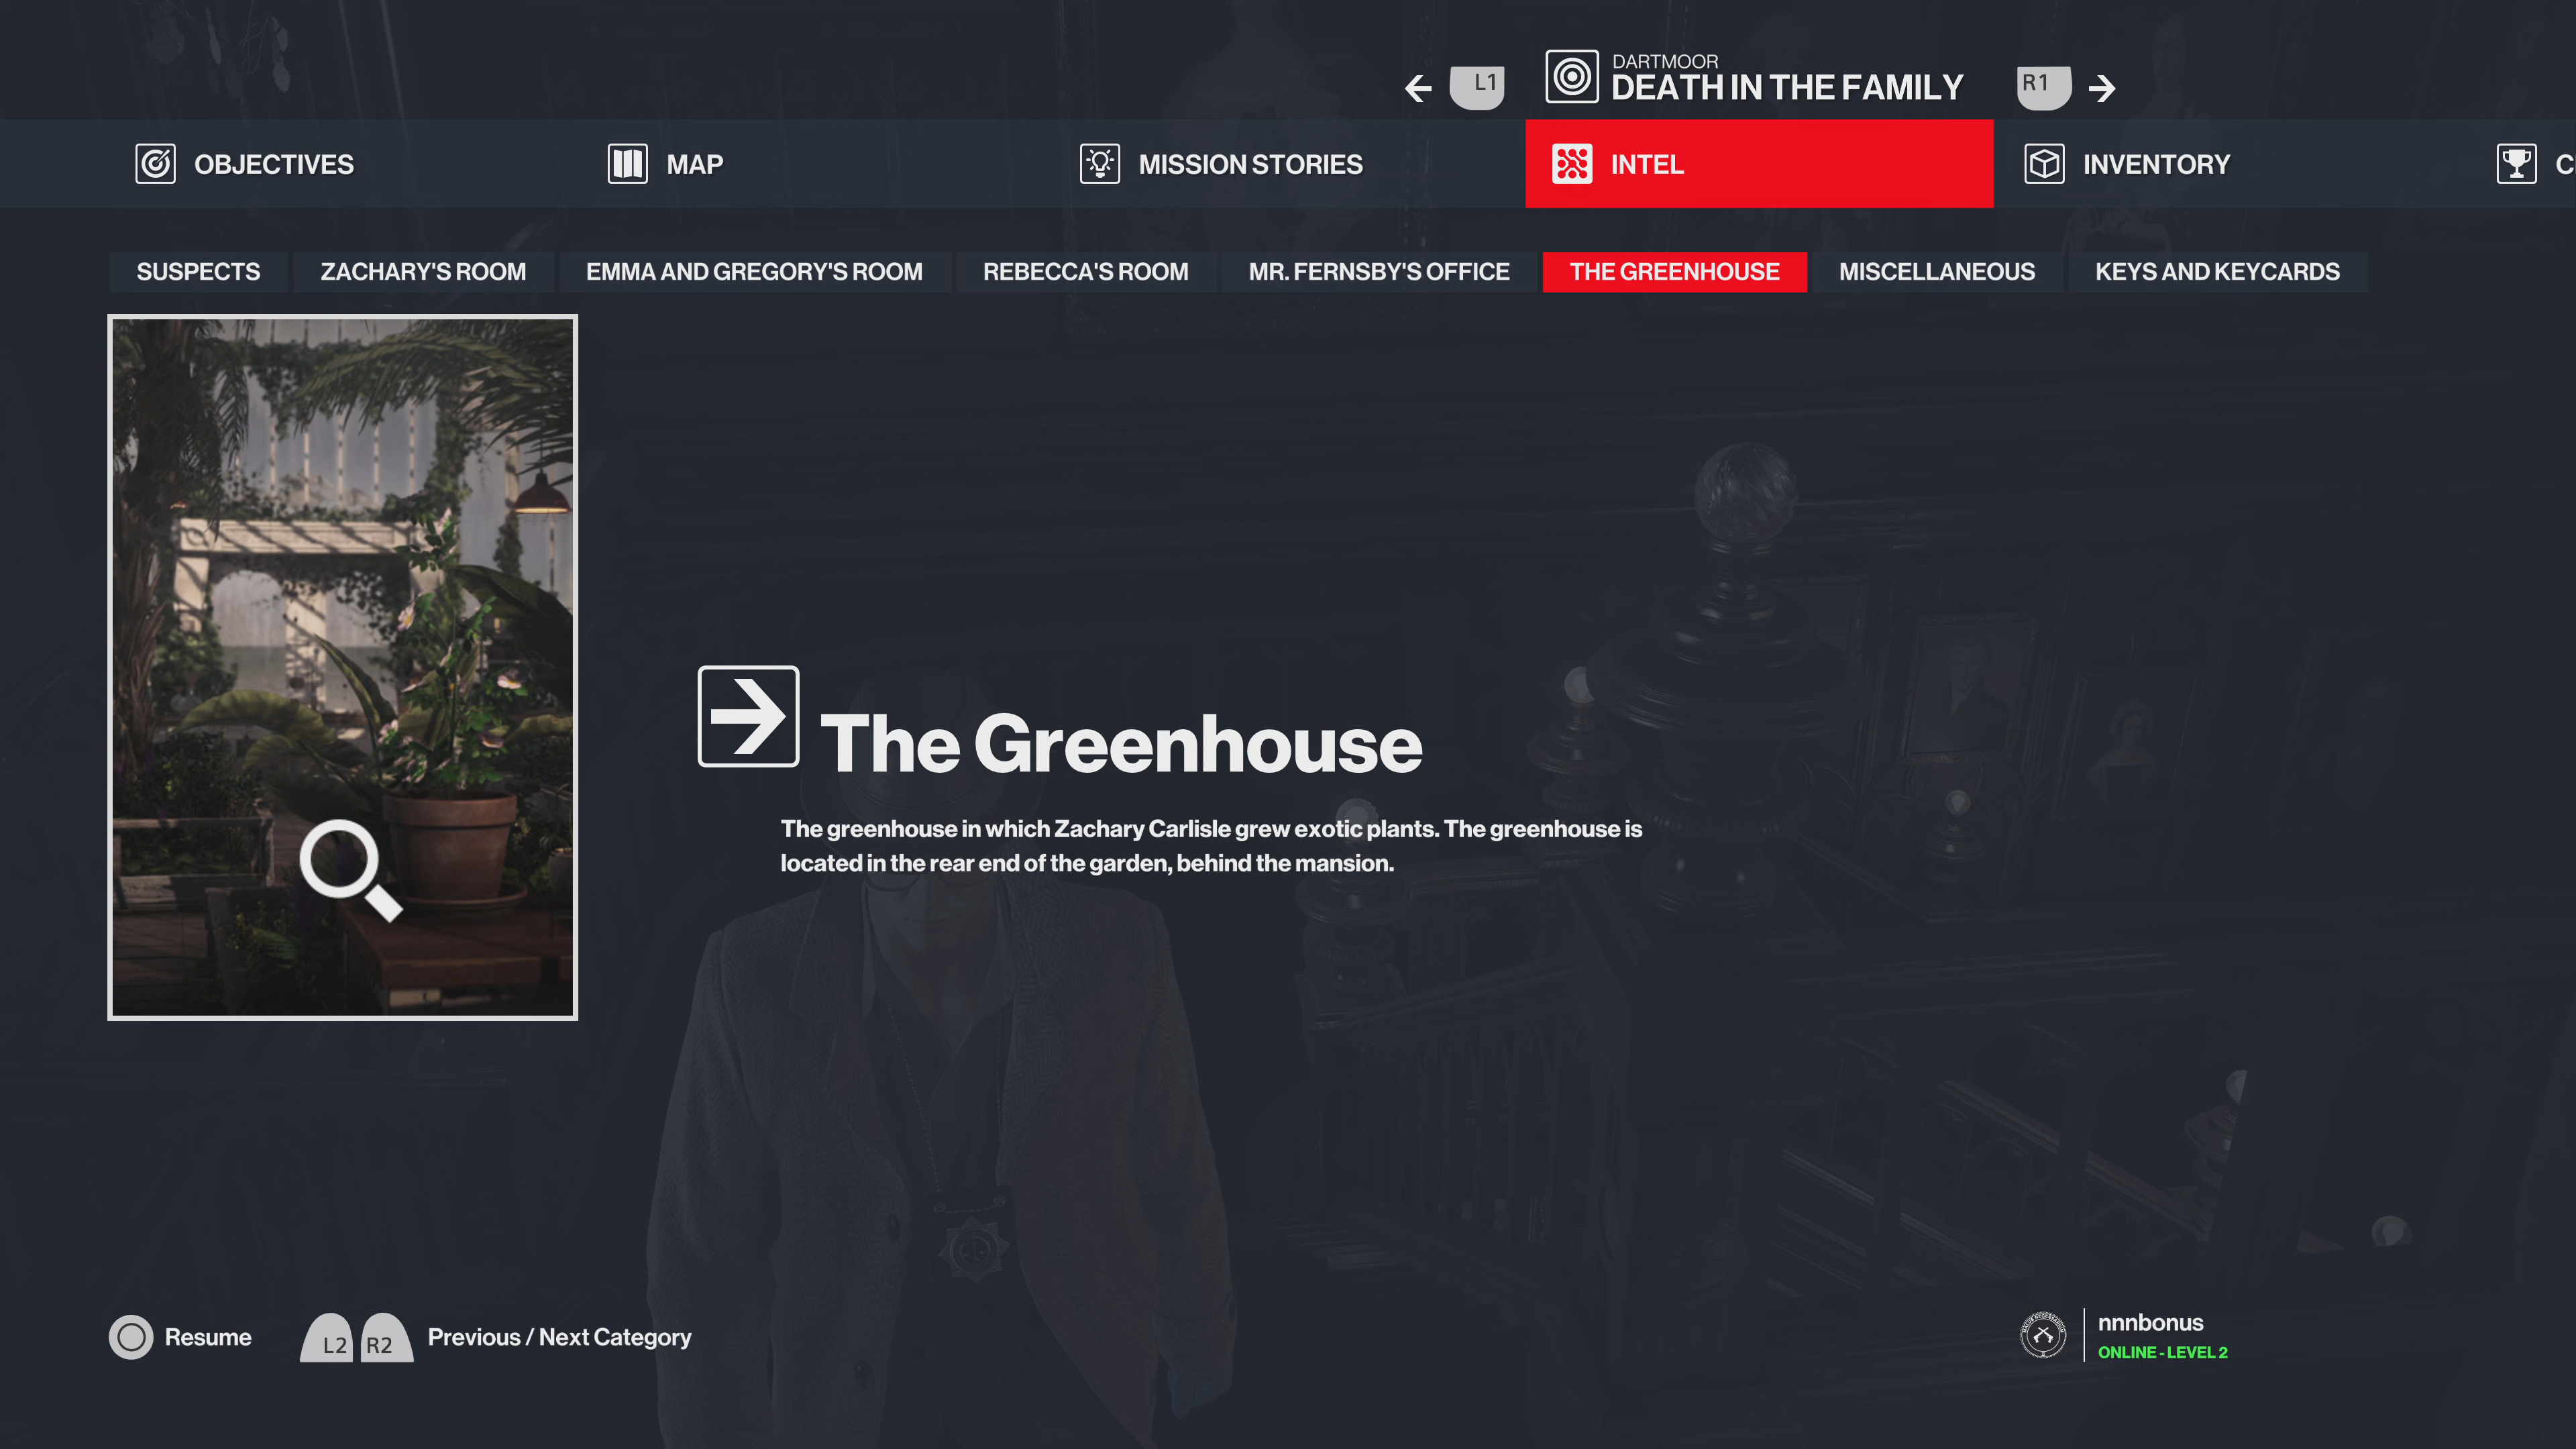 DARTMOOR
L1 DEATH IN THE FAMILY R1
OBJECTIVES MAP MISSION STORIES INTEL INVENTORY C
SUSPECTS ZACHARY'S ROOM EMMA AND GREGORY'S ROOM REBECCA'S ROOM MR. FERNSBY'S OFFICE THE GREENHOUSE MISCELLANEOUS KEYS AND KEYCARDS
The Greenhouse
The greenhouse in which Zachary Carlisle grew exotic plants. The greenhouse is
located in the rear end of the garden, behind the mansion.
Resume L2 R2 Previous / Next Category
nnnbonus
ONLINE - LEVEL 2